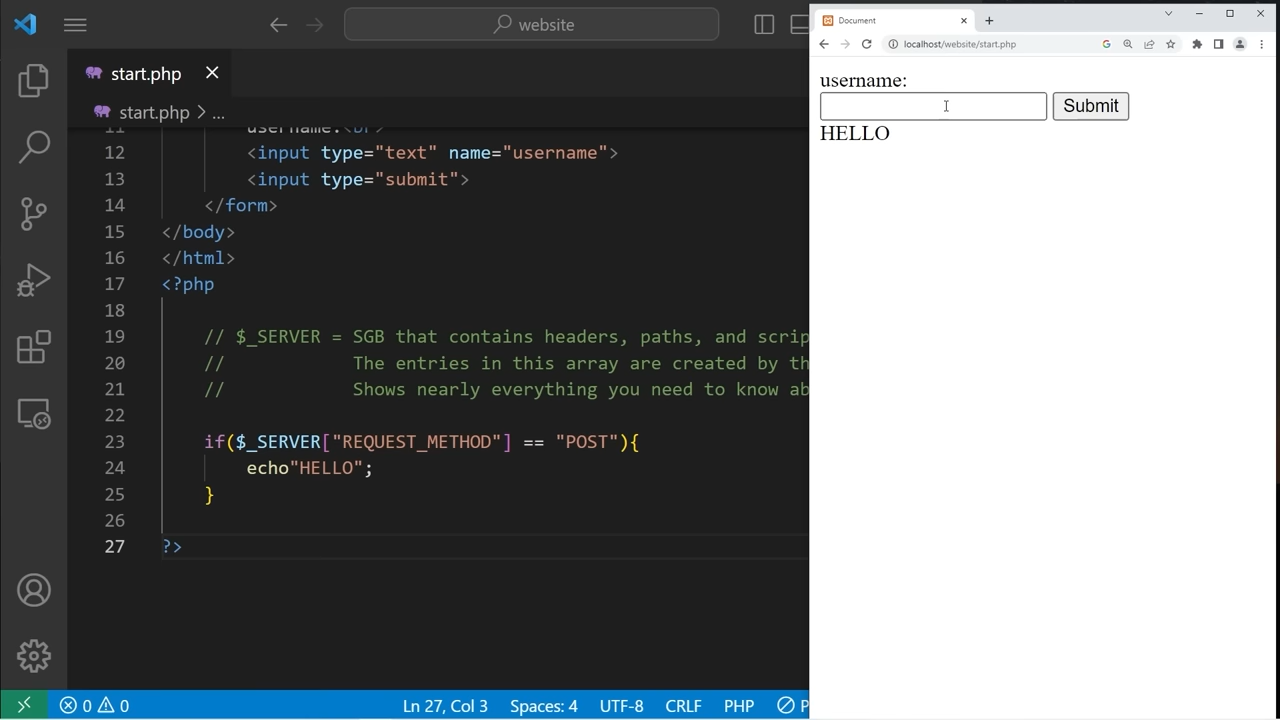 website
start.php
start.php > ...
11 username:<br>
12 <input type="text" name="username">
13 <input type="submit">
14 </form>
15 </body>
16 </html>
17 <?php
18
19 // $_SERVER = SGB that contains headers, paths, and scrip
20 // The entries in this array are created by th
21 // Shows nearly everything you need to know ab
22
23 if($_SERVER["REQUEST_METHOD"] == "POST"){
24 echo"HELLO";
25 }
26
27 ?>
0 0 Ln 27, Col 3 Spaces: 4 UTF-8 CRLF PHP P
Document
localhost/website/start.php
username:
Submit
HELLO